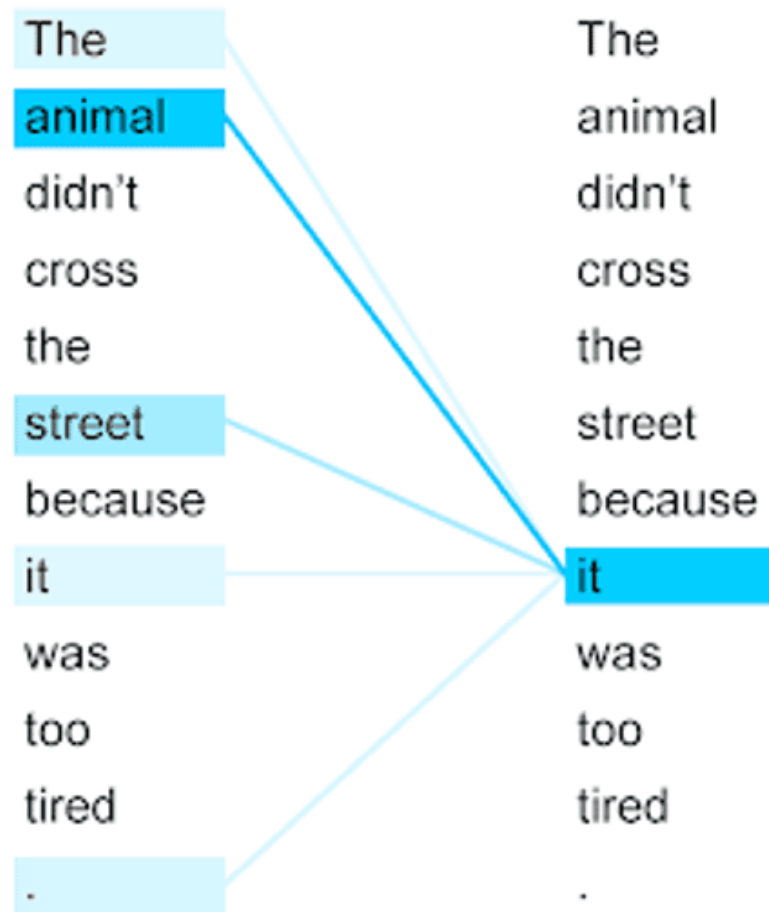 The
animal
didn't
cross
the
street
because
it
was
too
tired
.
The
animal
didn't
cross
the
street
because
it
was
too
tired
.